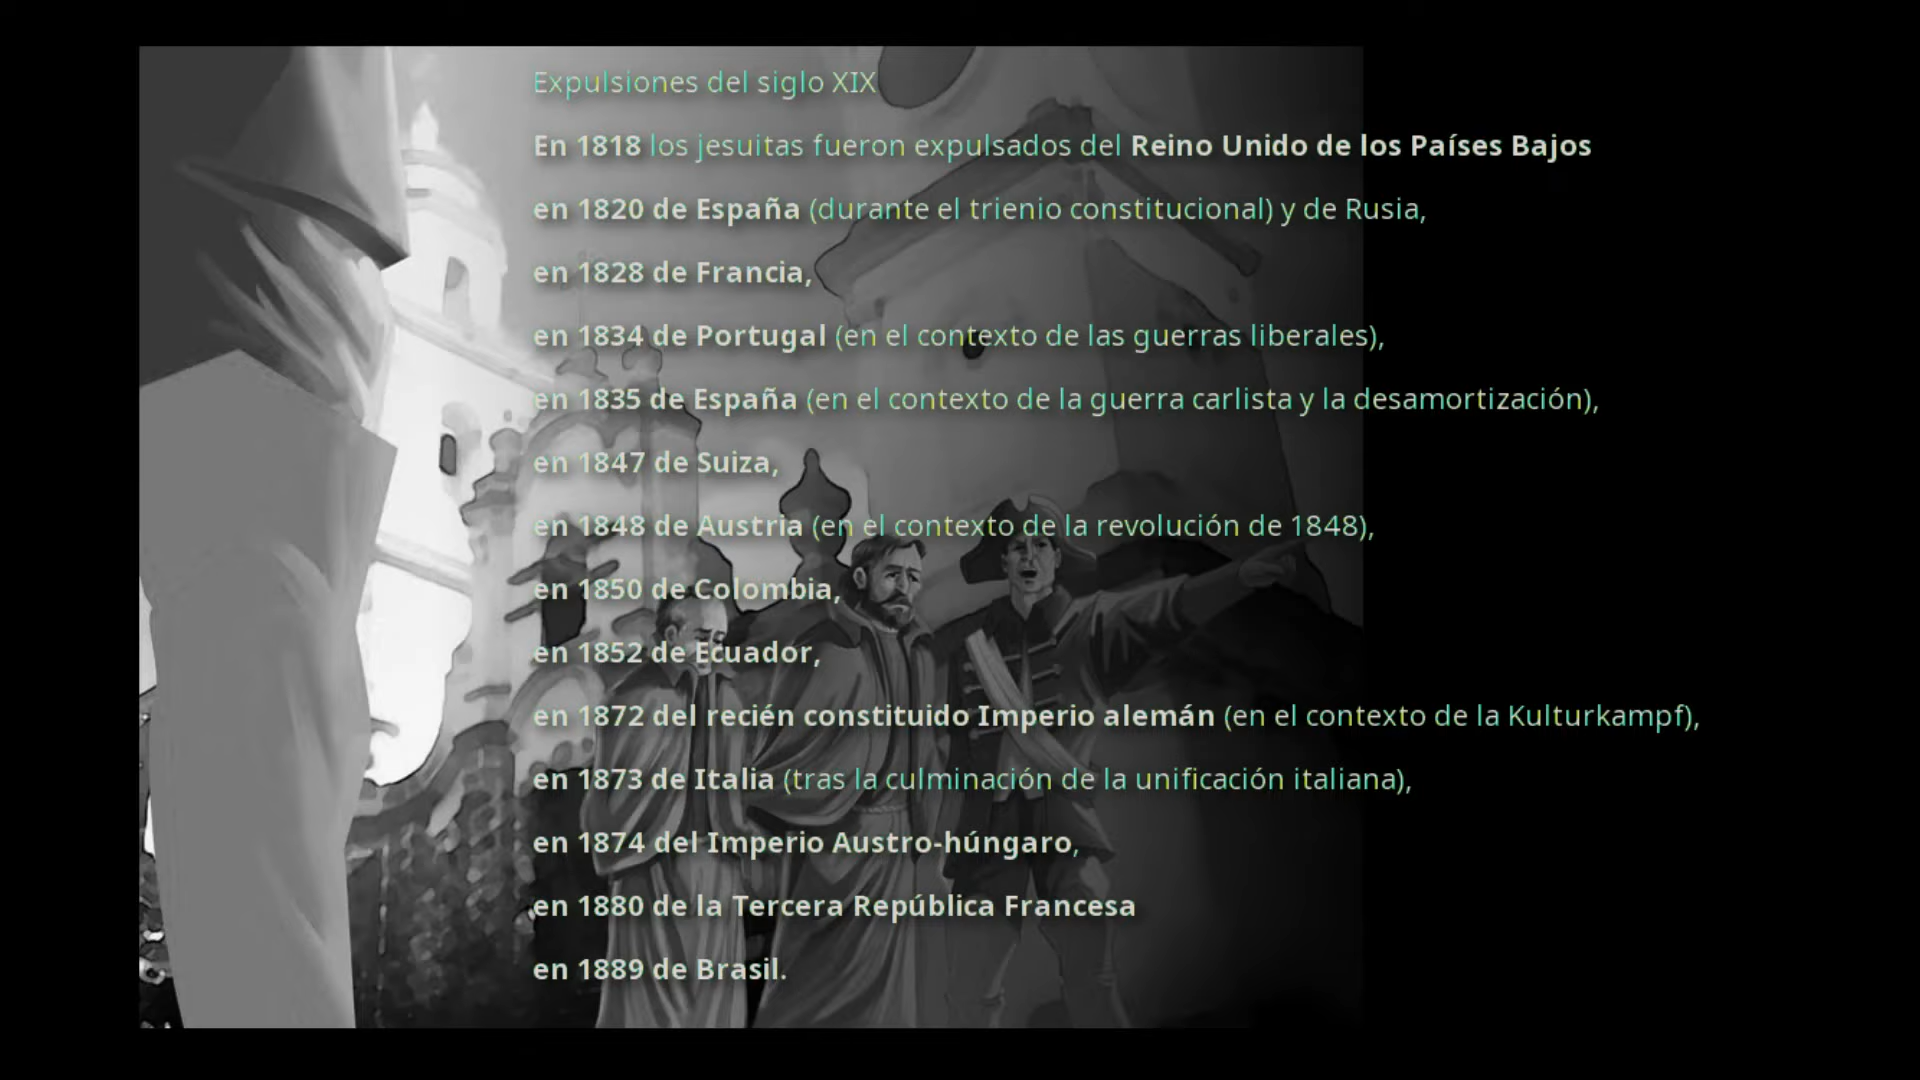 Expulsiones del siglo XIX
En 1818 los jesuitas fueron expulsados del Reino Unido de los Países Bajos
en 1820 de España (durante el trienio constitucional) y de Rusia,
en 1828 de Francia,
en 1834 de Portugal (en el contexto de las guerras liberales),
en 1835 de España (en el contexto de la guerra carlista y la desamortización),
en 1847 de Suiza,
en 1848 de Austria (en el contexto de la revolución de 1848),
en 1850 de Colombia,
en 1852 de Ecuador,
en 1872 del recién constituido Imperio alemán (en el contexto de la Kulturkampf),
en 1873 de Italia (tras la culminación de la unificación italiana),
en 1874 del Imperio Austro-húngaro,
en 1880 de la Tercera República Francesa
en 1889 de Brasil.